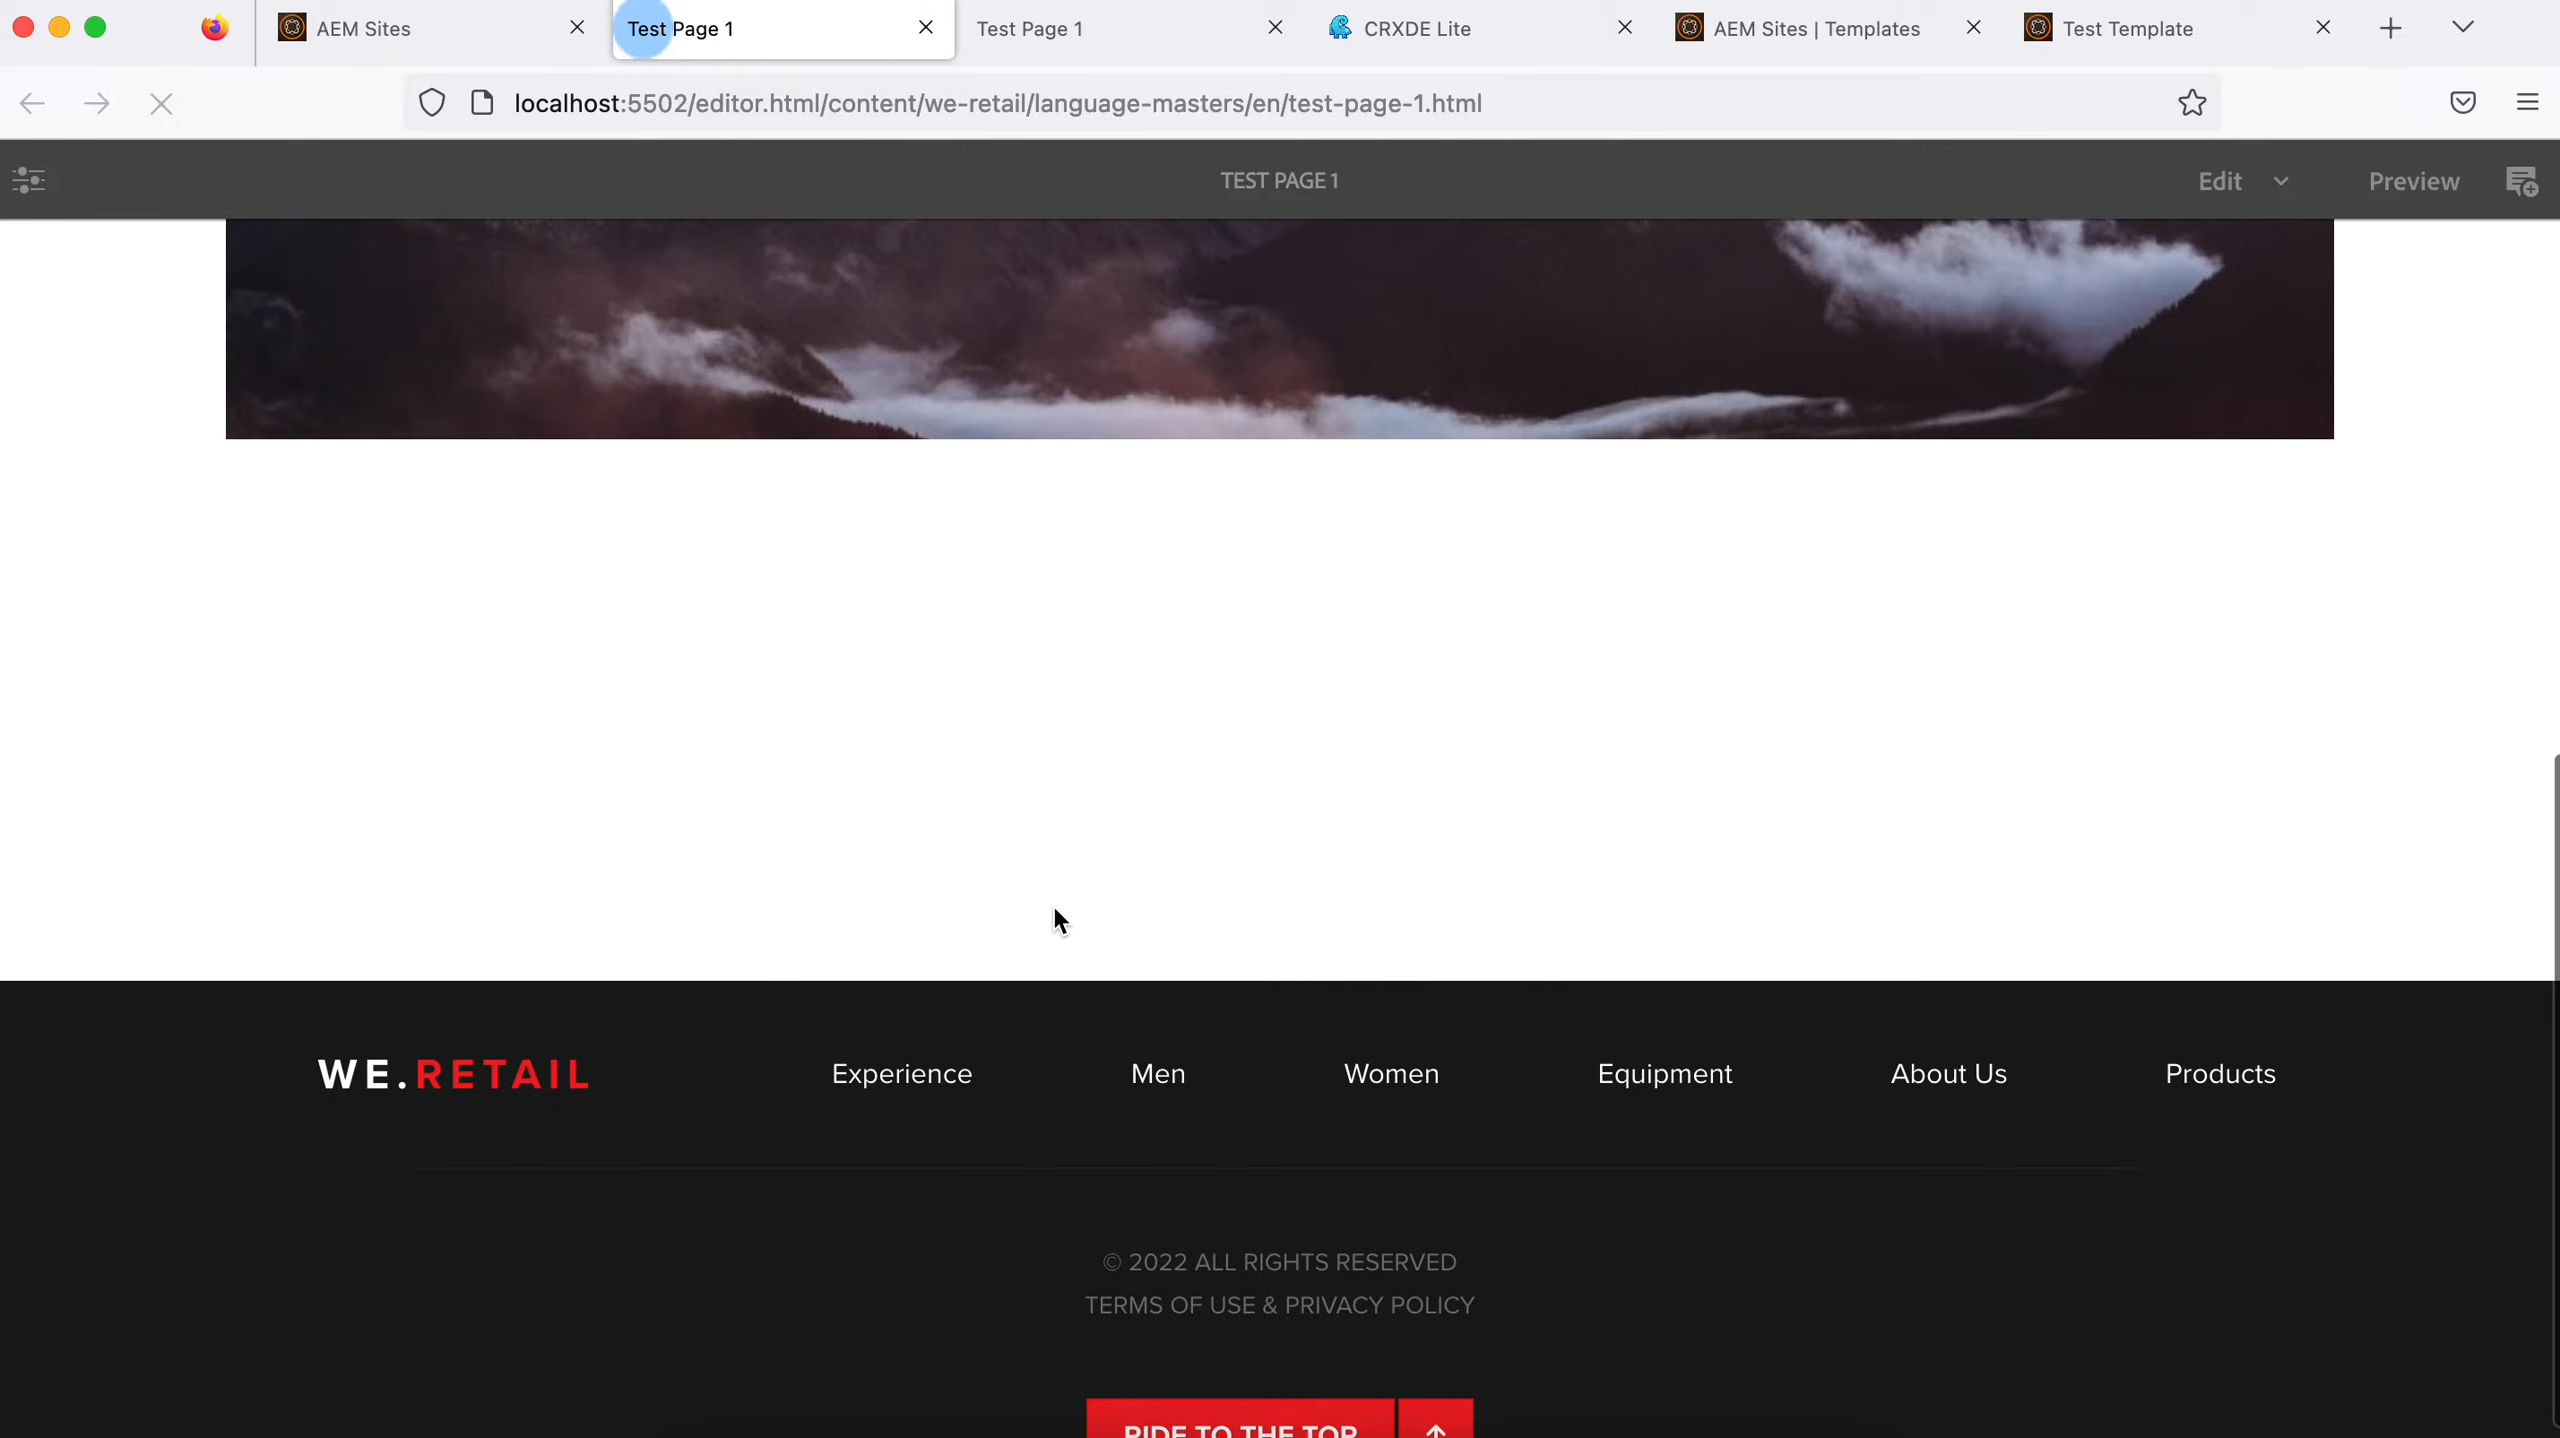 AEM Sites
Test Page 1
Test Page 1
CRXDE Lite
AEM Sites | Templates
Test Template
localhost:5502/editor.html/content/we-retail/language-masters/en/test-page-1.html
TEST PAGE 1
Edit
Preview
WE.RETAIL
Experience
Men
Women
Equipment
About Us
Products
© 2022 ALL RIGHTS RESERVED
TERMS OF USE & PRIVACY POLICY
RIDE TO THE TOP